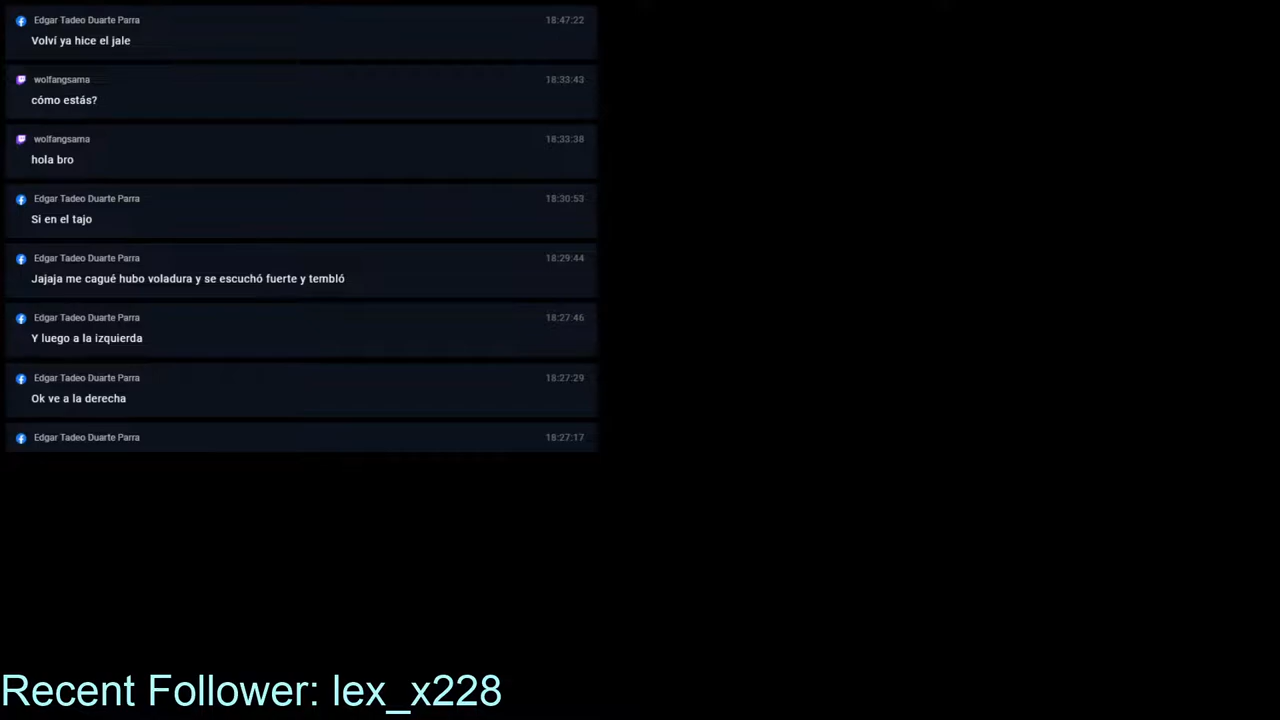 Edgar Tadeo Duarte Parra 18:47:22
Volví ya hice el jale
wolfangsama 18:33:43
cómo estás?
wolfangsama 18:33:38
hola bro
Edgar Tadeo Duarte Parra 18:30:53
Si en el tajo
Edgar Tadeo Duarte Parra 18:29:44
Jajaja me cagué hubo voladura y se escuchó fuerte y tembló
Edgar Tadeo Duarte Parra 18:27:46
Y luego a la izquierda
Edgar Tadeo Duarte Parra 18:27:29
Ok ve a la derecha
Edgar Tadeo Duarte Parra 18:27:17
Recent Follower: lex_x228